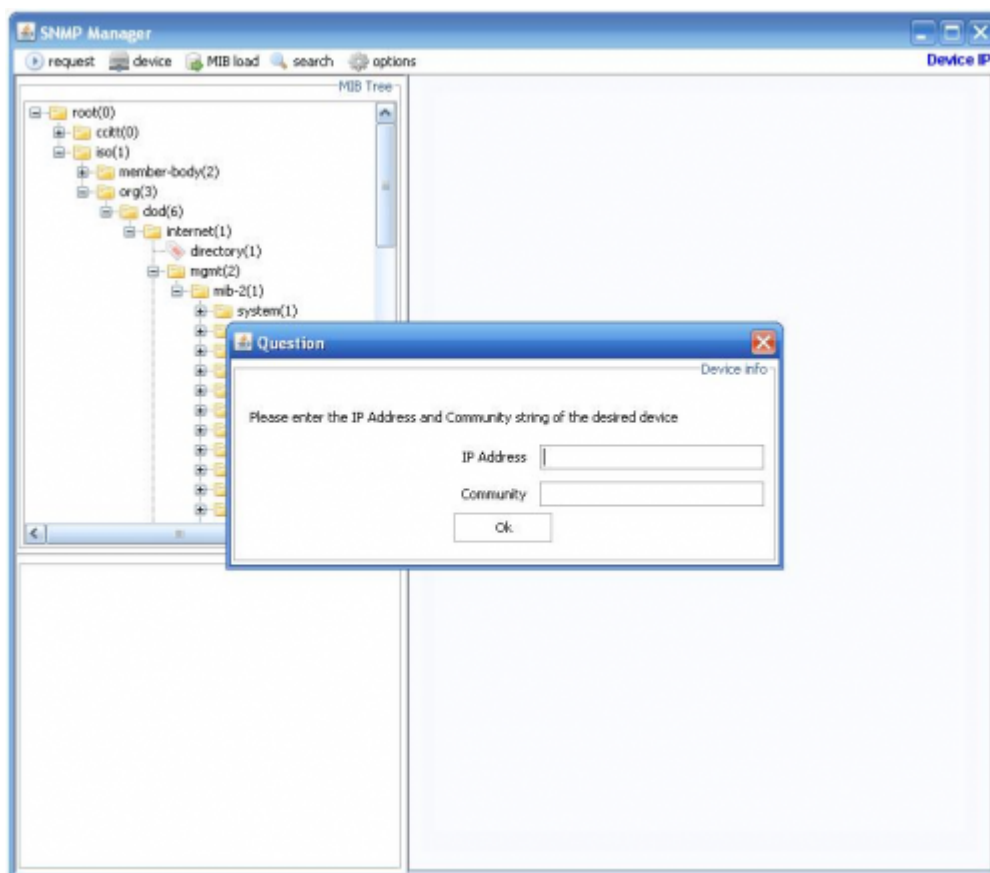 SNMP Manager
request device MIB load search options Device IP
MIB Tree
root(0)
ccitt(0)
iso(1)
member-body(2)
org(3)
dod(6)
internet(1)
directory(1)
mgmt(2)
mib-2(1)
system(1)
Question
Device info
Please enter the IP Address and Community string of the desired device
IP Address
Community
Ok